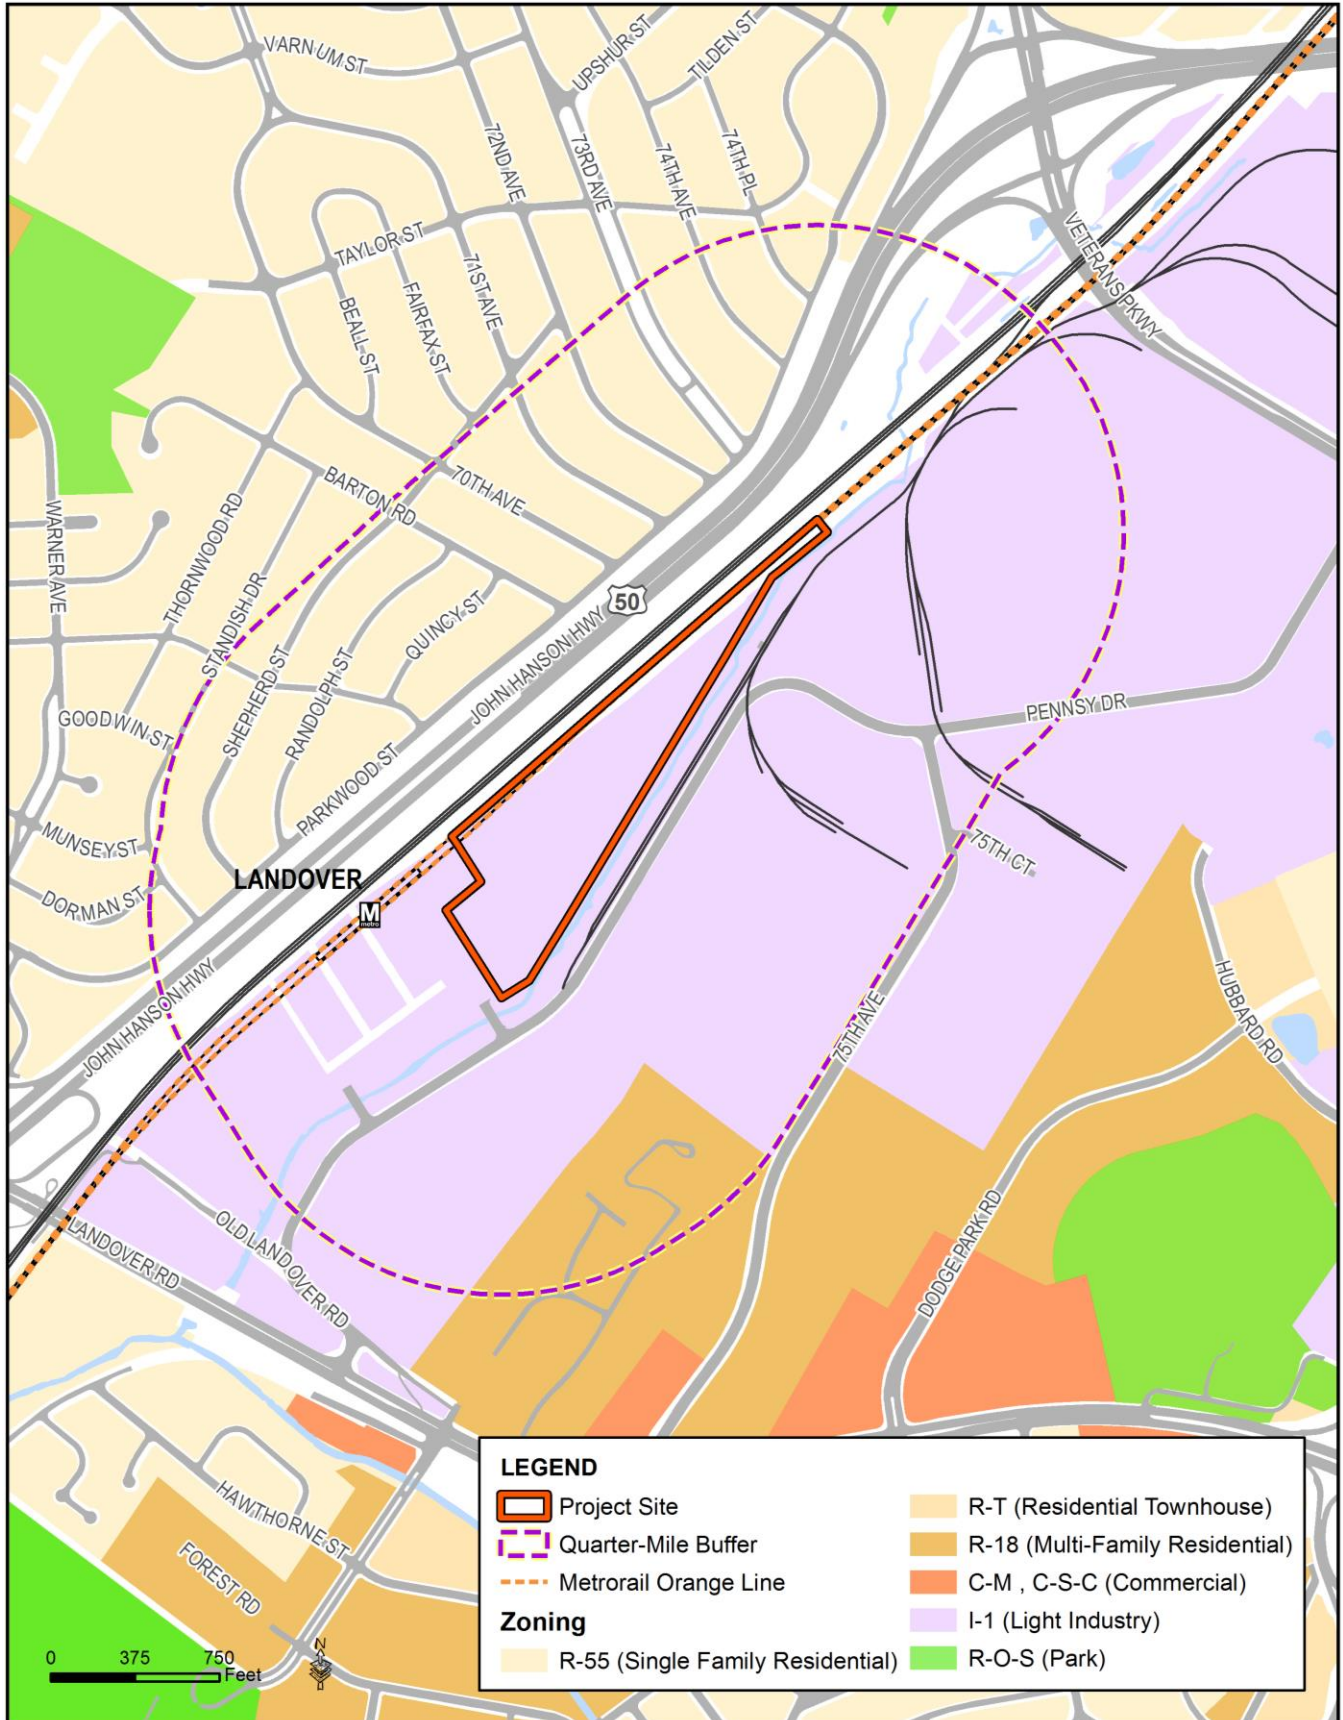 VARNUM ST
UPSHUR ST
TILDEN ST
72ND AVE
73RD AVE
74TH AVE
74TH PL
TAYLOR ST
71ST AVE
FAIRFAX ST
BEALL ST
VETERANS PKWY
70TH AVE
BARTON RD
WARNER AVE
THORNWOOD RD
STANDISH DR
QUINCY ST
50
JOHN HANSON HWY
SHEPHERD ST
RANDOLPH ST
GOODWIN ST
PARKWOOD ST
PENNSY DR
MUNSEY ST
75TH CT
LANDOVER
DORMAN ST
M
metro
JOHN HANSON HWY
HUBBARD RD
75TH AVE
OLD LANDOVER RD
LANDOVER RD
DODGE PARK RD
HAWTHORNE ST
FOREST RD
LEGEND
Project Site
Quarter-Mile Buffer
Metrorail Orange Line
Zoning
R-55 (Single Family Residential)
R-T (Residential Townhouse)
R-18 (Multi-Family Residential)
C-M , C-S-C (Commercial)
I-1 (Light Industry)
R-O-S (Park)
0 375 750
Feet
N